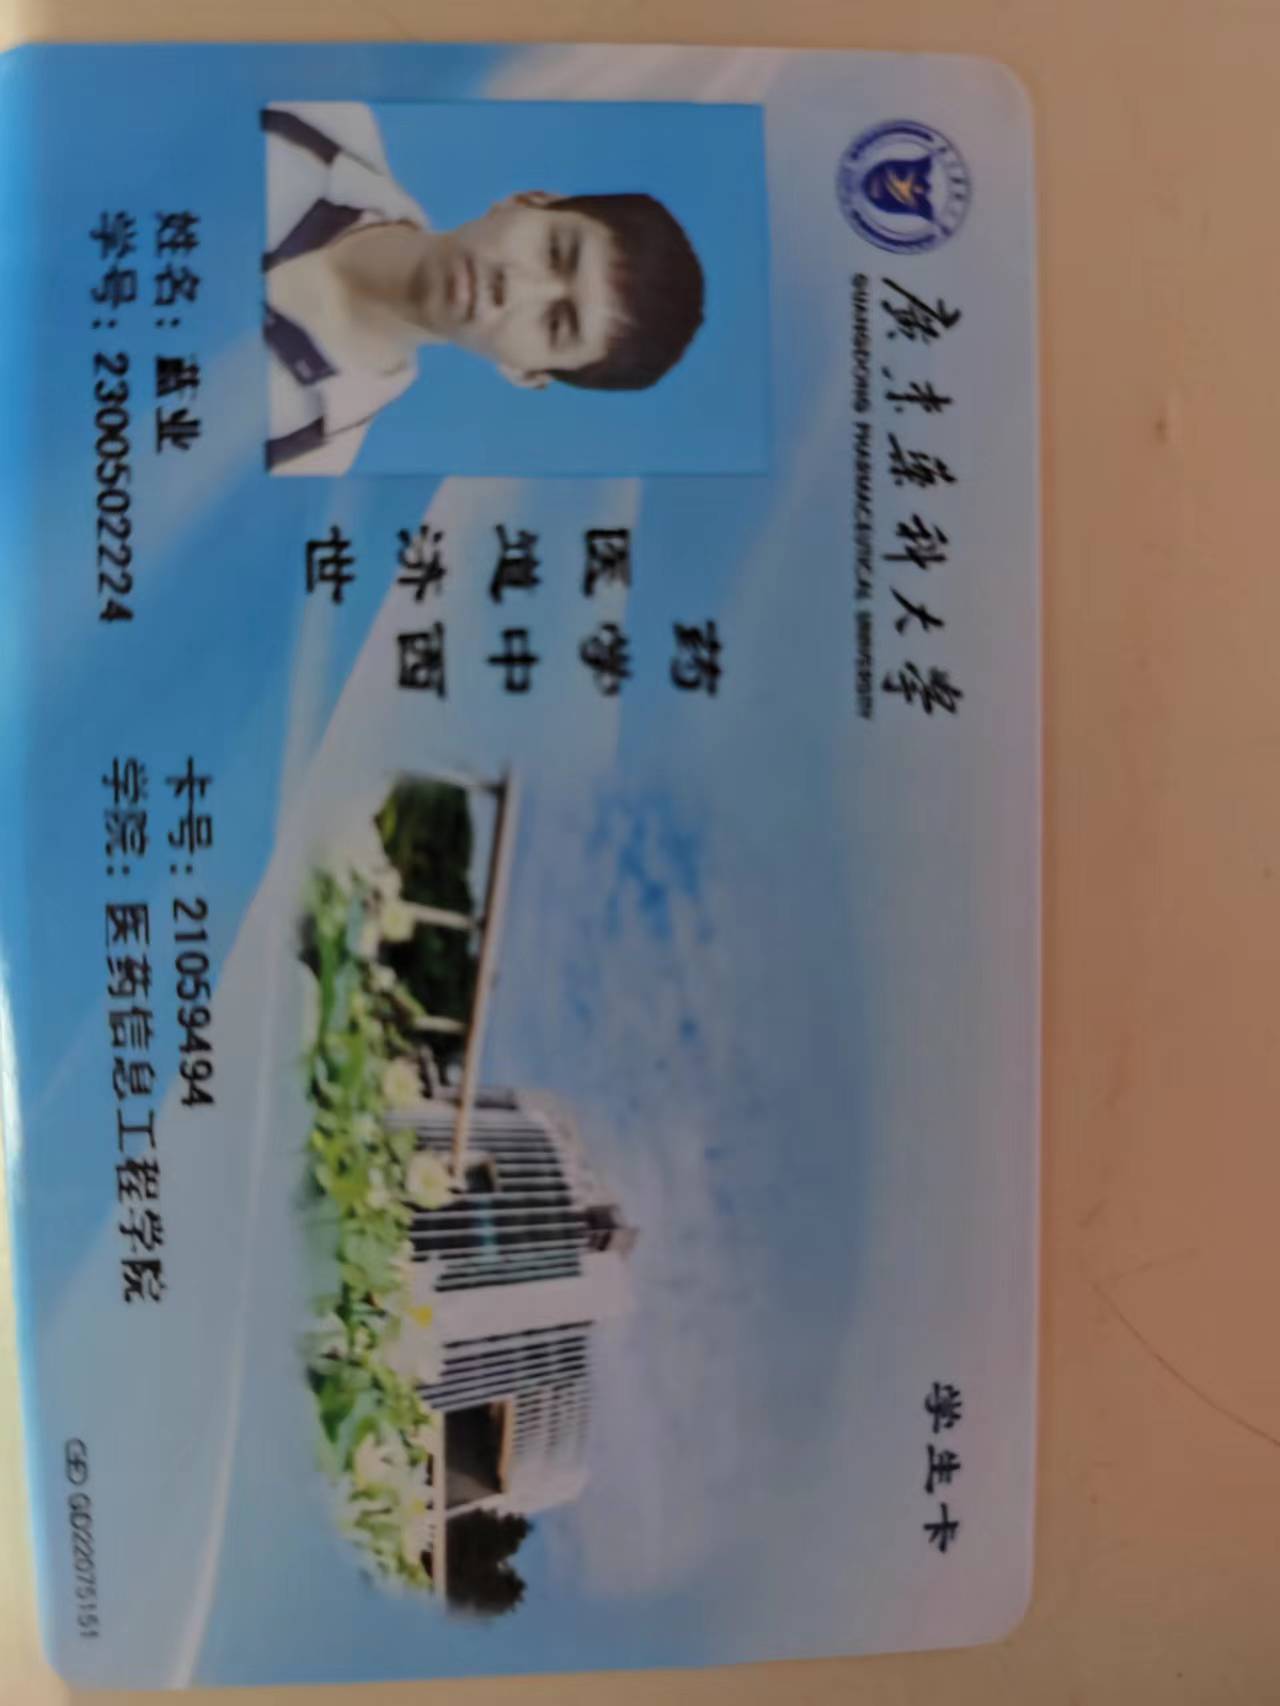 广东药科大学
GUANGDONG PHARMACEUTICAL UNIVERSITY
学生卡
药
医学
道中
济西
世
姓名：蓝业
卡号：21059494
学号：2300502224
学院：医药信息工程学院
GD22075151